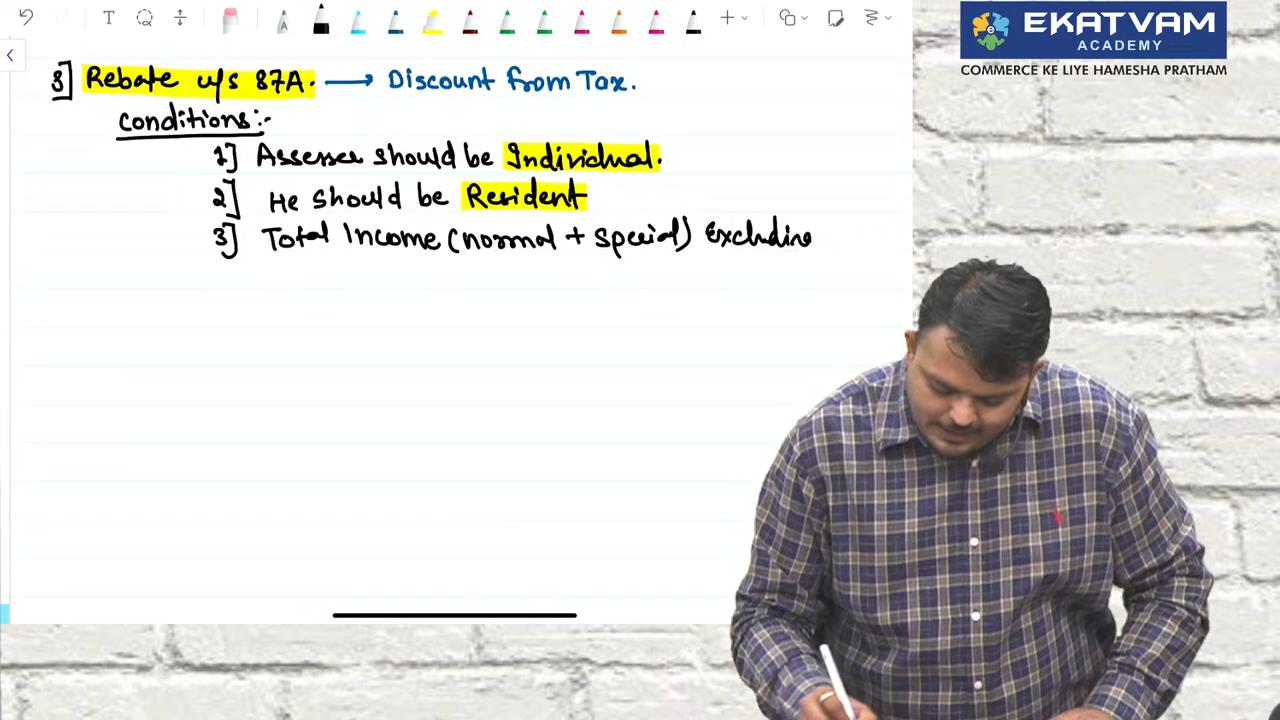 EKATVAM
ACADEMY
COMMERCE KE LIYE HAMESHA PRATHAM
8] Rebate u/s 87A. → Discount from Tax.
Conditions:-
1] Assessee should be Individual.
2] He should be Resident
3] Total Income (normal + special) Excluding